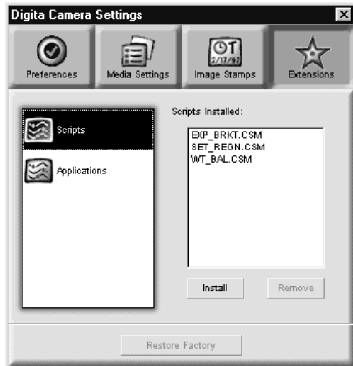 Digita Camera Settings
Preferences
Media Settings
Image Stamps
Extensions
Scripts
Applications
Scripts Installed:
EXP_BRKT.CSM
SET_REGN.CSM
WT_BAL.CSM
Install
Remove
Restore Factory